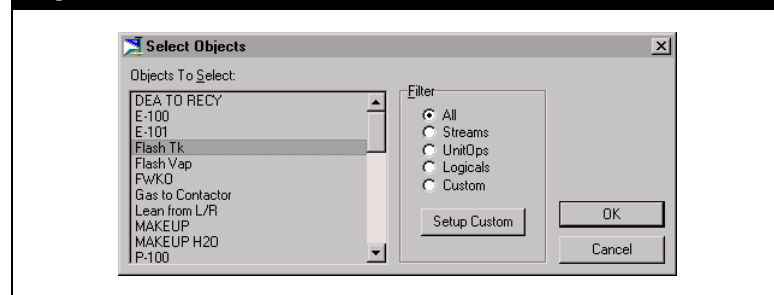 Select Objects
Objects To Select:
DEA TO RECY
E-100
E-101
Flash Tk
Flash Vap
FWKO
Gas to Contactor
Lean from L/R
MAKEUP
MAKEUP H2O
P-100
Filter
All
Streams
UnitOps
Logicals
Custom
Setup Custom
OK
Cancel